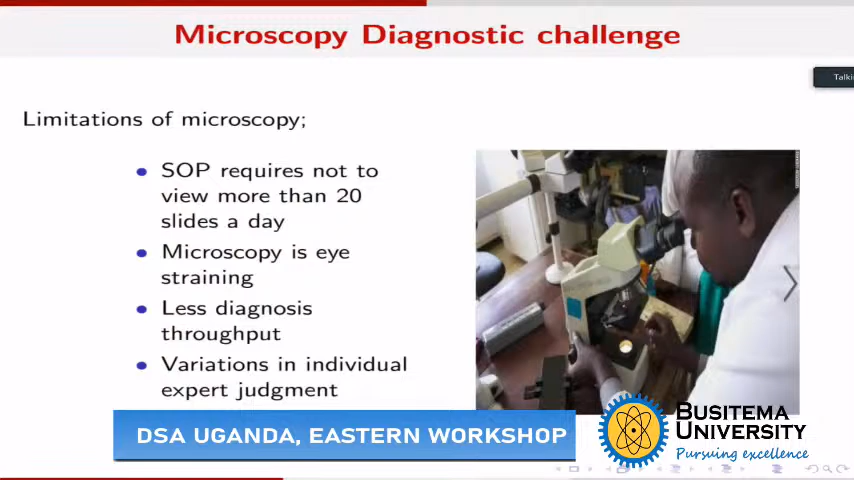 Microscopy Diagnostic challenge
Limitations of microscopy;
SOP requires not to
view more than 20
slides a day
Microscopy is eye
straining
Less diagnosis
throughput
Variations in individual
expert judgment
DSA UGANDA, EASTERN WORKSHOP
BUSITEMA
UNIVERSITY
Pursuing excellence